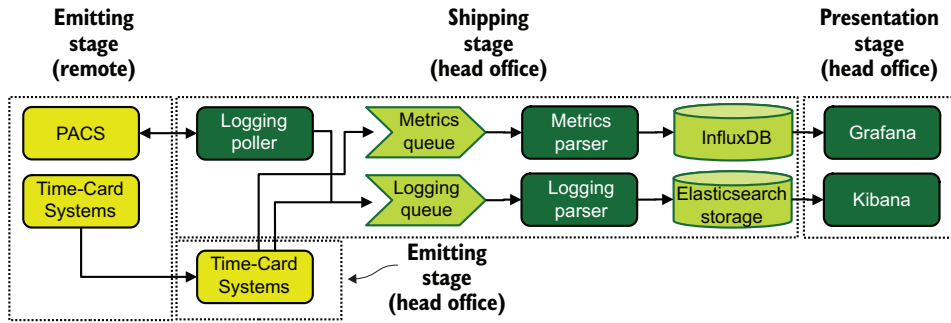 Emitting
stage
(remote)
Shipping
stage
(head office)
Presentation
stage
(head office)
PACS
Logging
poller
Metrics
queue
Metrics
parser
InfluxDB
Grafana
Time-Card
Systems
Logging
queue
Logging
parser
Elasticsearch
storage
Kibana
Time-Card
Systems
Emitting
stage
(head office)